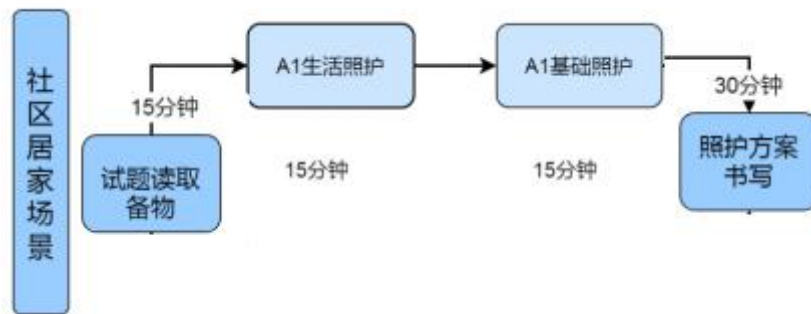 社区居家场景
15分钟
试题读取
备物
A1生活照护
15分钟
A1基础照护
15分钟
30分钟
照护方案
书写